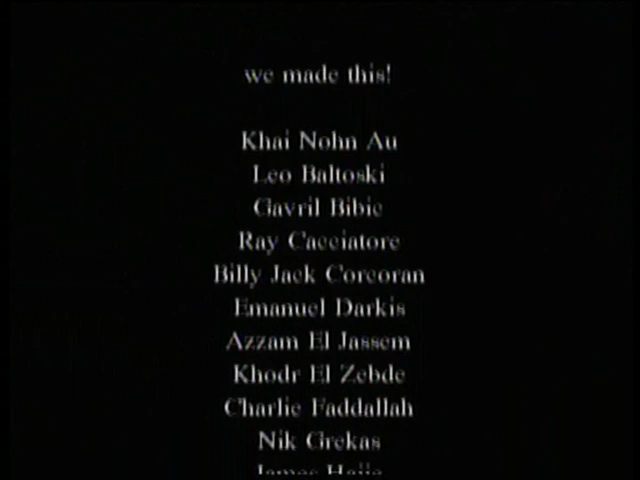 we made this!
Khai Nohn Au
Leo Baltoski
Gavril Bibic
Ray Cacciatore
Billy Jack Corcoran
Emanuel Darkis
Azzam El Jassem
Khodr El Zebde
Charlie Faddallah
Nik Grekas
James